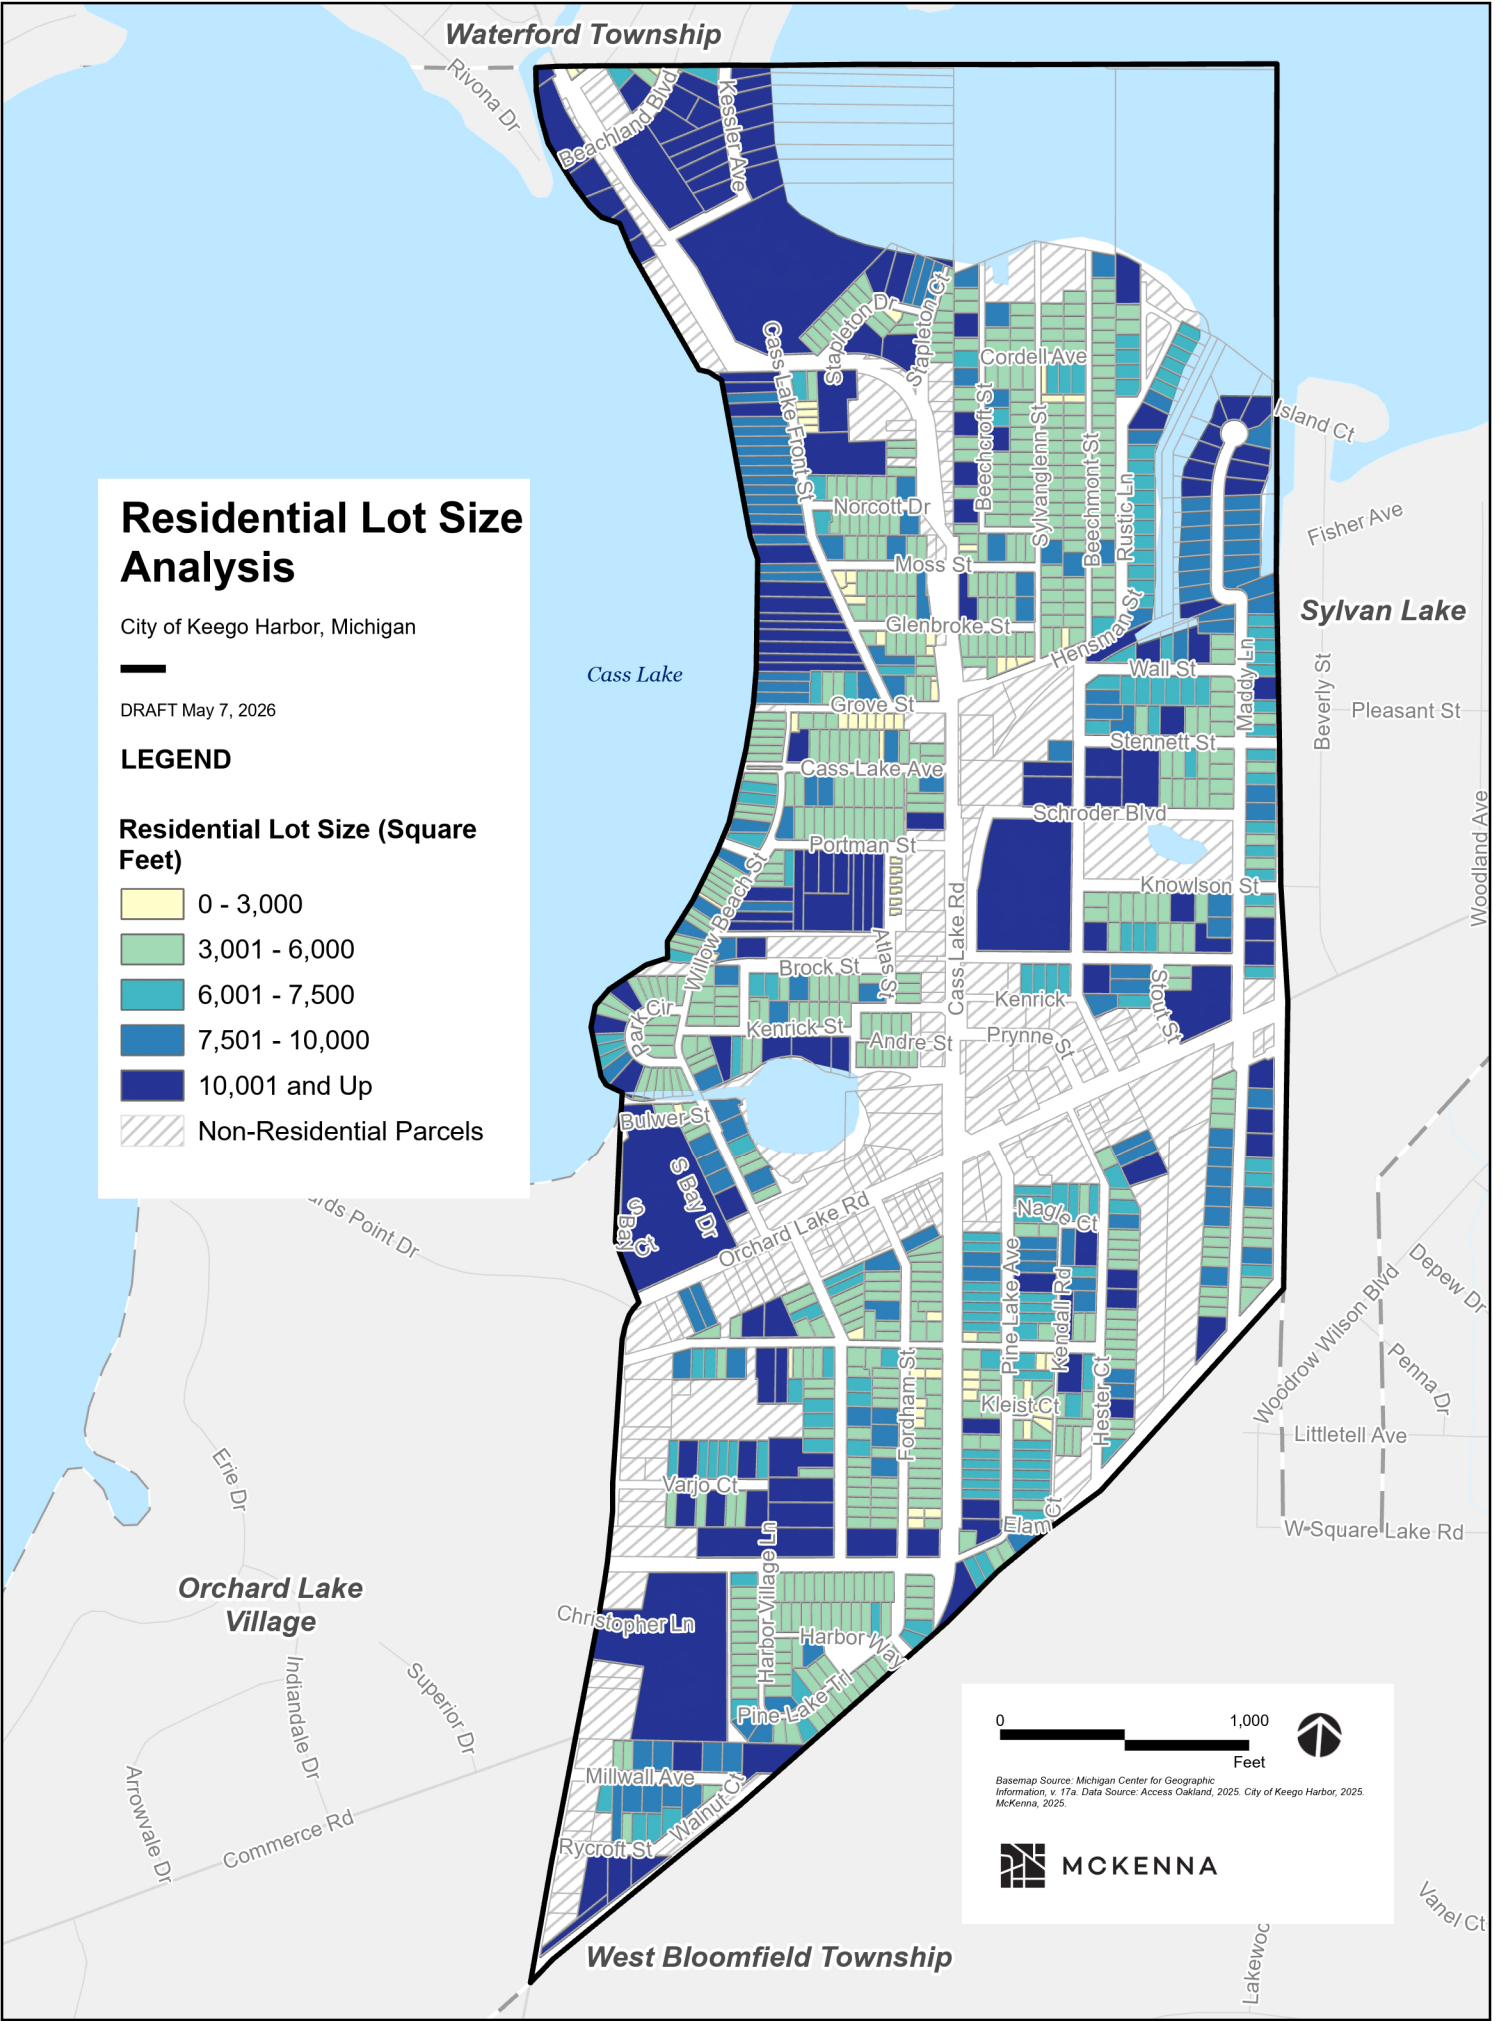 Waterford Township
Rivona Dr
Beachland Blvd
Kessler Ave
Stapleton Dr
Stapleton Ct
Cass Lake Front St
Cordell Ave
Beechcroft St
Sylvanglenn St
Beechmont St
Rustic Ln
Island Ct
Norcott Dr
Moss St
Glenbroke St
Hensman St
Fisher Ave
Sylvan Lake
Residential Lot Size
Analysis
City of Keego Harbor, Michigan
DRAFT May 7, 2026
LEGEND
Residential Lot Size (Square
Feet)
0 - 3,000
3,001 - 6,000
6,001 - 7,500
7,501 - 10,000
10,001 and Up
Non-Residential Parcels
Cass Lake
Wall St
Maddy Ln
Beverly St
Pleasant St
Grove St
Stennett St
Cass Lake Ave
Schroder Blvd
Portman St
Woodland Ave
Willow Beach St
Knowlson St
Atlas St
Cass Lake Rd
Brock St
Kenrick
Stout St
Park Cir
Kenrick St
Andre St
Prynne St
Bulwer St
S Bay Dr
S Bay Ct
Orchard Lake Rd
ards Point Dr
Nagle Ct
Pine Lake Ave
Kendall Rd
Hester Ct
Fordham St
Kleist Ct
Depew Dr
Woodrow Wilson Blvd
Penna Dr
Littletell Ave
W Square Lake Rd
Erie Dr
Varjo Ct
Elam Ct
Harbor Village Ln
Orchard Lake
Village
Christopher Ln
Harbor Way
Pine Lake Trl
Indiandale Dr
Superior Dr
Arrowvale Dr
Commerce Rd
Millwall Ave
Walnut Ct
Rycroft St
0
1,000
Feet
Basemap Source: Michigan Center for Geographic
Information, v. 17a. Data Source: Access Oakland, 2025. City of Keego Harbor, 2025.
McKenna, 2025.
MCKENNA
Vanel Ct
Lakewoo
West Bloomfield Township